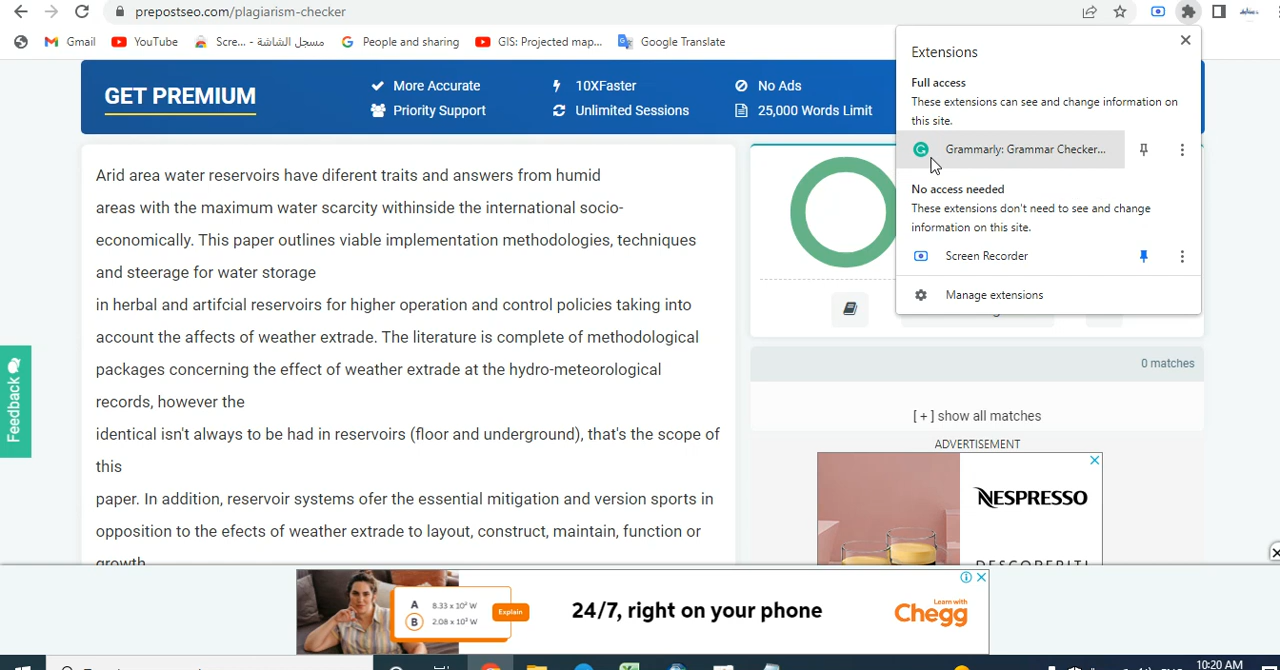 prepostseo.com/plagiarism-checker
Gmail
YouTube
Scre... - مسجل الشاشة
People and sharing
GIS: Projected map...
Google Translate
GET PREMIUM
More Accurate
10XFaster
No Ads
Priority Support
Unlimited Sessions
25,000 Words Limit
Extensions
Full access
These extensions can see and change information on
this site.
Grammarly: Grammar Checker...
No access needed
These extensions don't need to see and change
information on this site.
Screen Recorder
Manage extensions
Arid area water reservoirs have diferent traits and answers from humid
areas with the maximum water scarcity withinside the international socio-
economically. This paper outlines viable implementation methodologies, techniques
and steerage for water storage
in herbal and artifcial reservoirs for higher operation and control policies taking into
account the affects of weather extrade. The literature is complete of methodological
packages concerning the effect of weather extrade at the hydro-meteorological
records, however the
identical isn't always to be had in reservoirs (floor and underground), that's the scope of
this
paper. In addition, reservoir systems ofer the essential mitigation and version sports in
opposition to the efects of weather extrade to layout, construct, maintain, function or
growth
0 matches
[ + ] show all matches
ADVERTISEMENT
NESPRESSO
DESCOPERIȚI
Feedback
A 8.33 x 10² W
B 2.08 x 10³ W
Explain
24/7, right on your phone
Learn with
Chegg
10:20 AM